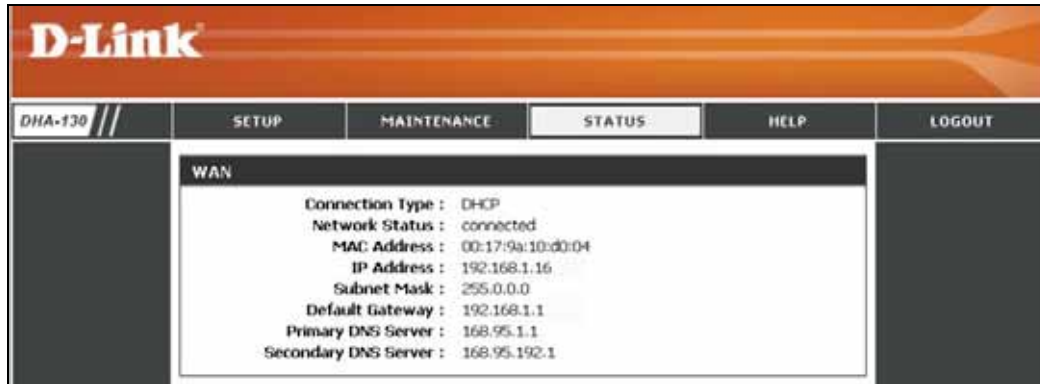 D-Link
DHA-130 SETUP MAINTENANCE STATUS HELP LOGOUT
WAN
Connection Type : DHCP
Network Status : connected
MAC Address : 00:17:9a:10:d0:04
IP Address : 192.168.1.16
Subnet Mask : 255.0.0.0
Default Gateway : 192.168.1.1
Primary DNS Server : 168.95.1.1
Secondary DNS Server : 168.95.192.1